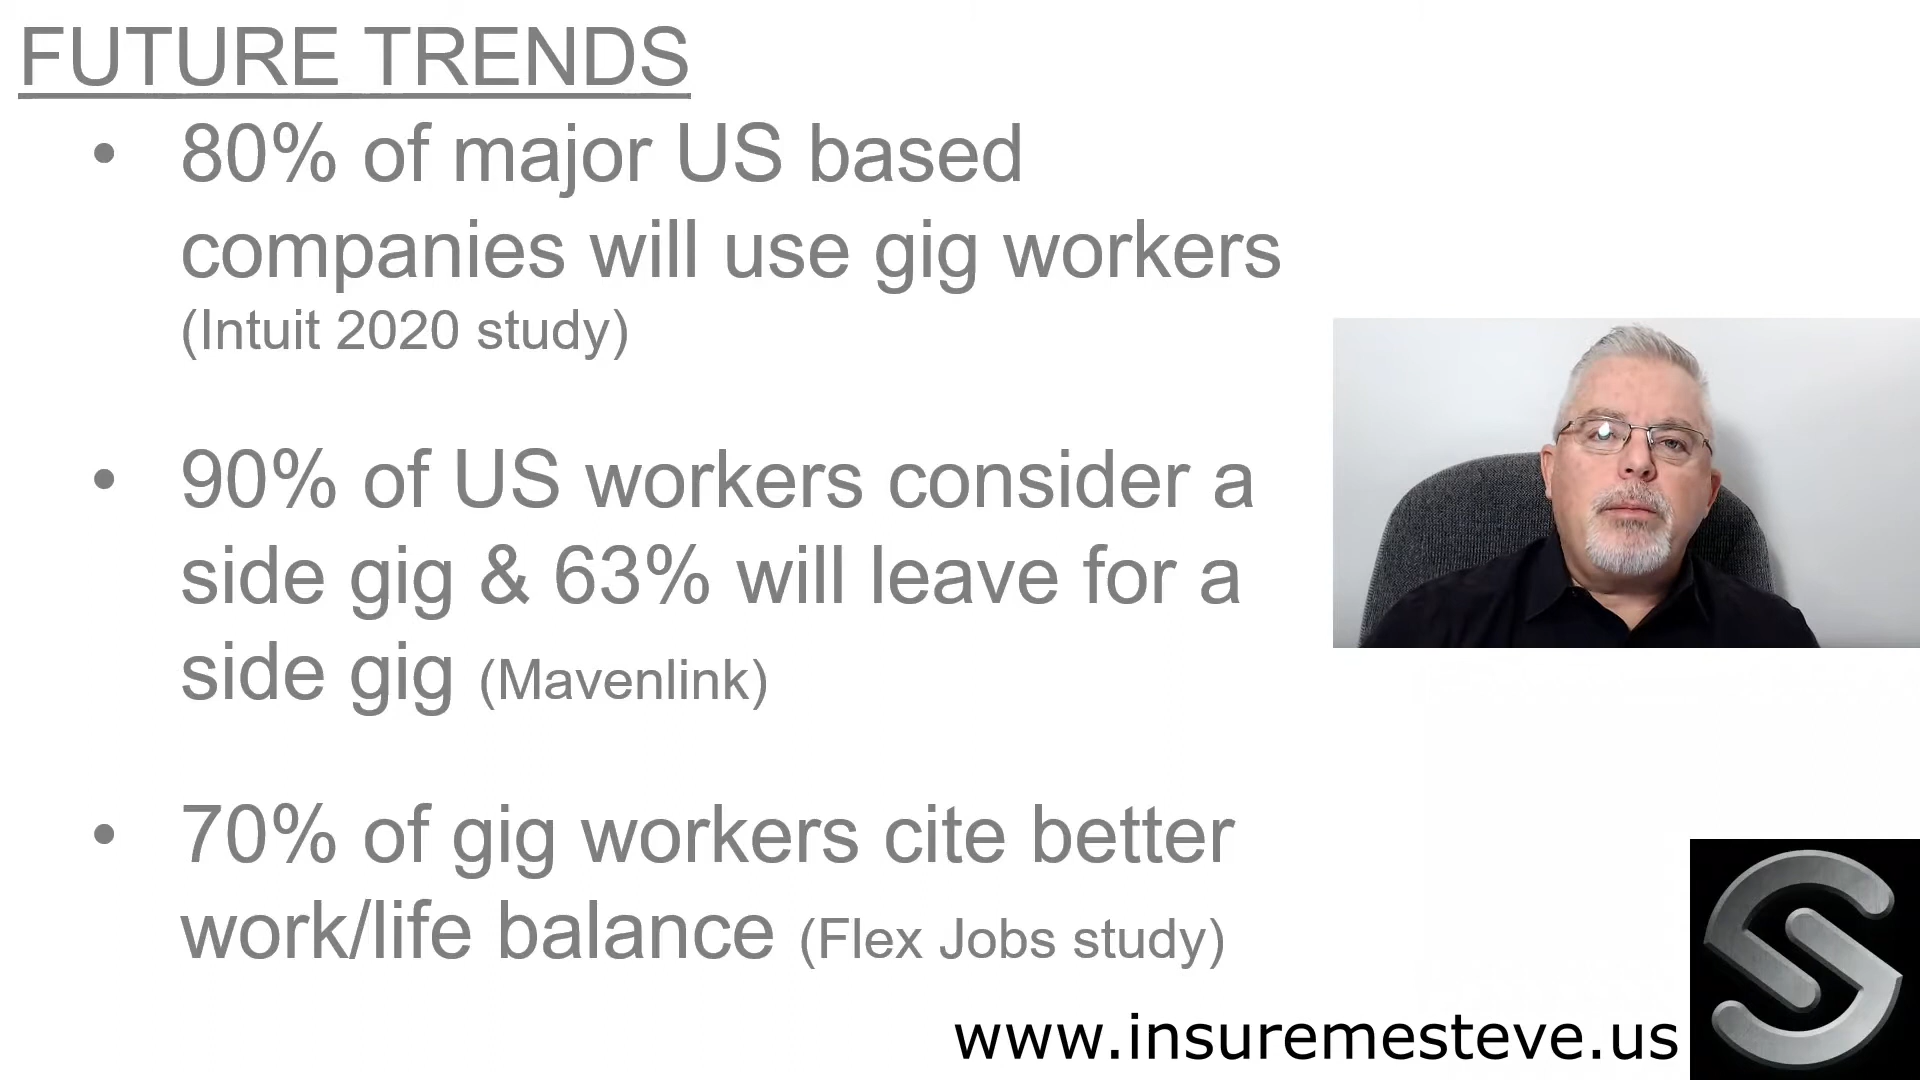 FUTURE TRENDS
• 80% of major US based
companies will use gig workers
(Intuit 2020 study)
• 90% of US workers consider a
side gig & 63% will leave for a
side gig (Mavenlink)
• 70% of gig workers cite better
work/life balance (Flex Jobs study)
www.insuremesteve.us